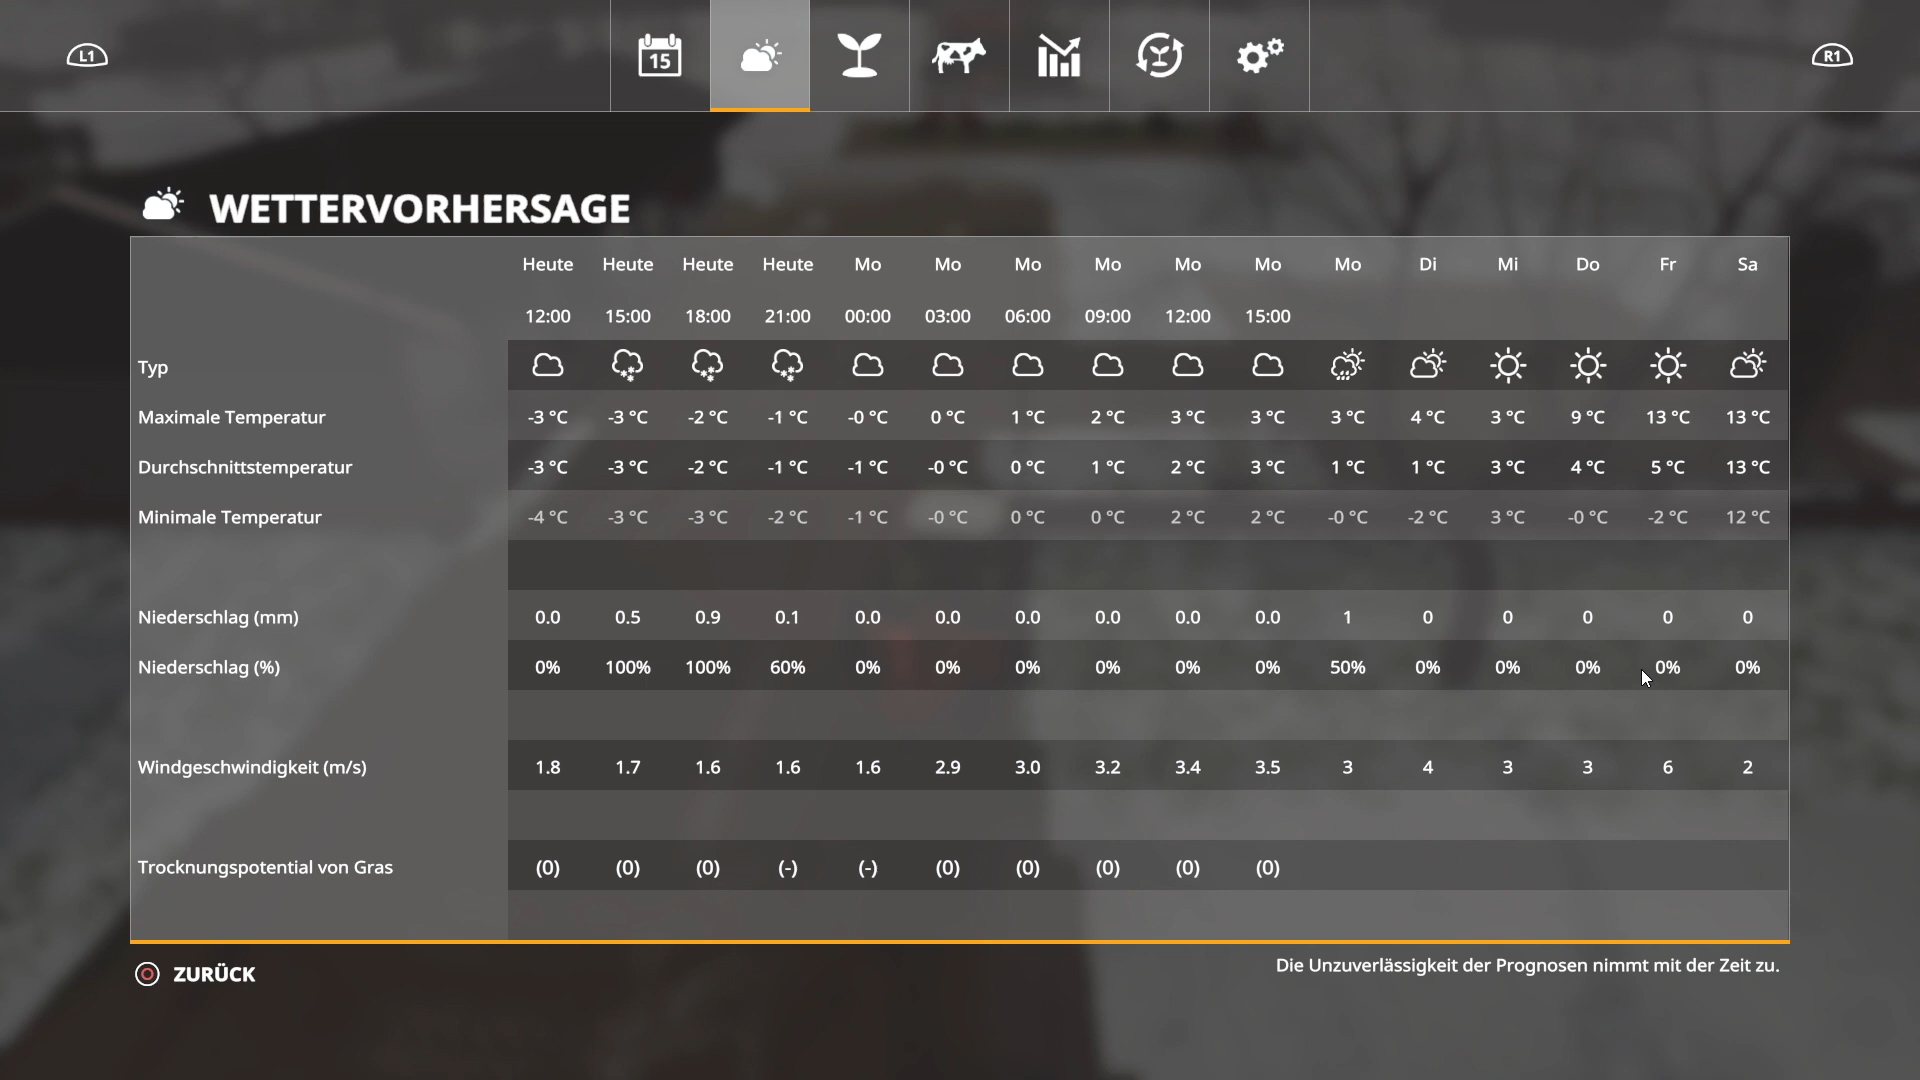 L1
15
R1
WETTERVORHERSAGE
Heute Heute Heute Heute Mo Mo Mo Mo Mo Mo Mo Di Mi Do Fr Sa
12:00 15:00 18:00 21:00 00:00 03:00 06:00 09:00 12:00 15:00
Typ
Maximale Temperatur -3 °C -3 °C -2 °C -1 °C -0 °C 0 °C 1 °C 2 °C 3 °C 3 °C 3 °C 4 °C 3 °C 9 °C 13 °C 13 °C
Durchschnittstemperatur -3 °C -3 °C -2 °C -1 °C -1 °C -0 °C 0 °C 1 °C 2 °C 3 °C 1 °C 1 °C 3 °C 4 °C 5 °C 13 °C
Minimale Temperatur -4 °C -3 °C -3 °C -2 °C -1 °C -0 °C 0 °C 0 °C 2 °C 2 °C -0 °C -2 °C 3 °C -0 °C -2 °C 12 °C
Niederschlag (mm) 0.0 0.5 0.9 0.1 0.0 0.0 0.0 0.0 0.0 0.0 1 0 0 0 0 0
Niederschlag (%) 0% 100% 100% 60% 0% 0% 0% 0% 0% 0% 50% 0% 0% 0% 0% 0%
Windgeschwindigkeit (m/s) 1.8 1.7 1.6 1.6 1.6 2.9 3.0 3.2 3.4 3.5 3 4 3 3 6 2
Trocknungspotential von Gras (0) (0) (0) (-) (-) (0) (0) (0) (0) (0)
ZURÜCK
Die Unzuverlässigkeit der Prognosen nimmt mit der Zeit zu.